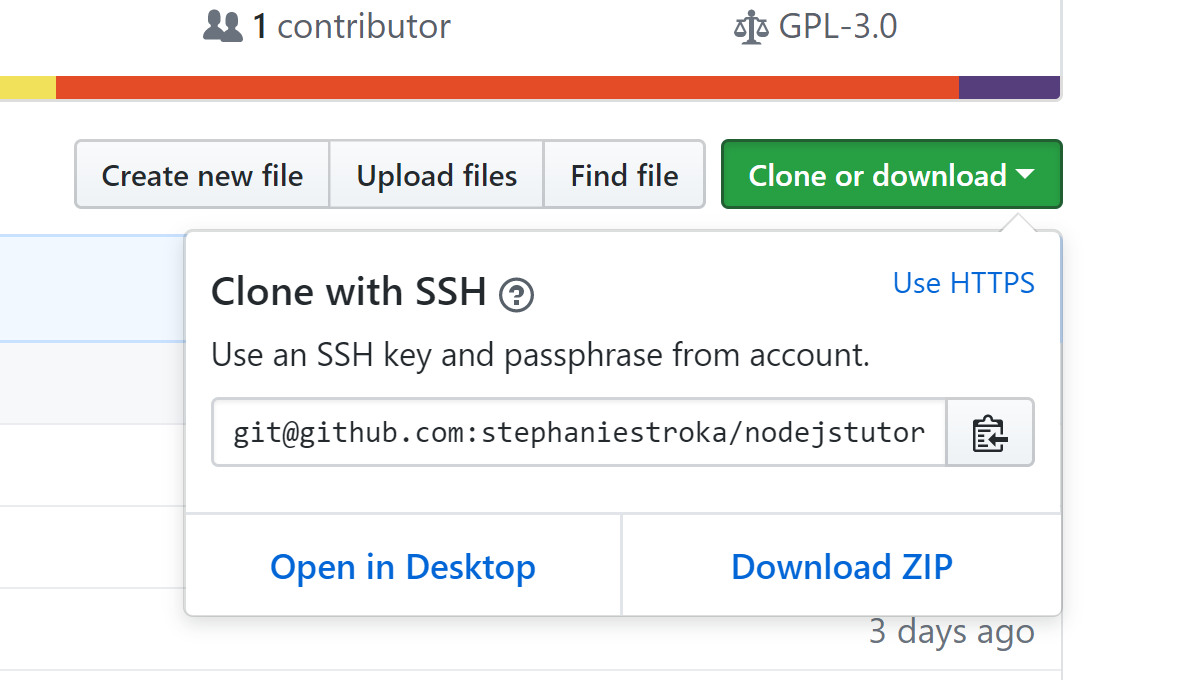 1 contributor
GPL-3.0
Create new file
Upload files
Find file
Clone or download
Clone with SSH
Use HTTPS
Use an SSH key and passphrase from account.
git@github.com:stephaniestroka/nodejstutor
Open in Desktop
Download ZIP
3 days ago